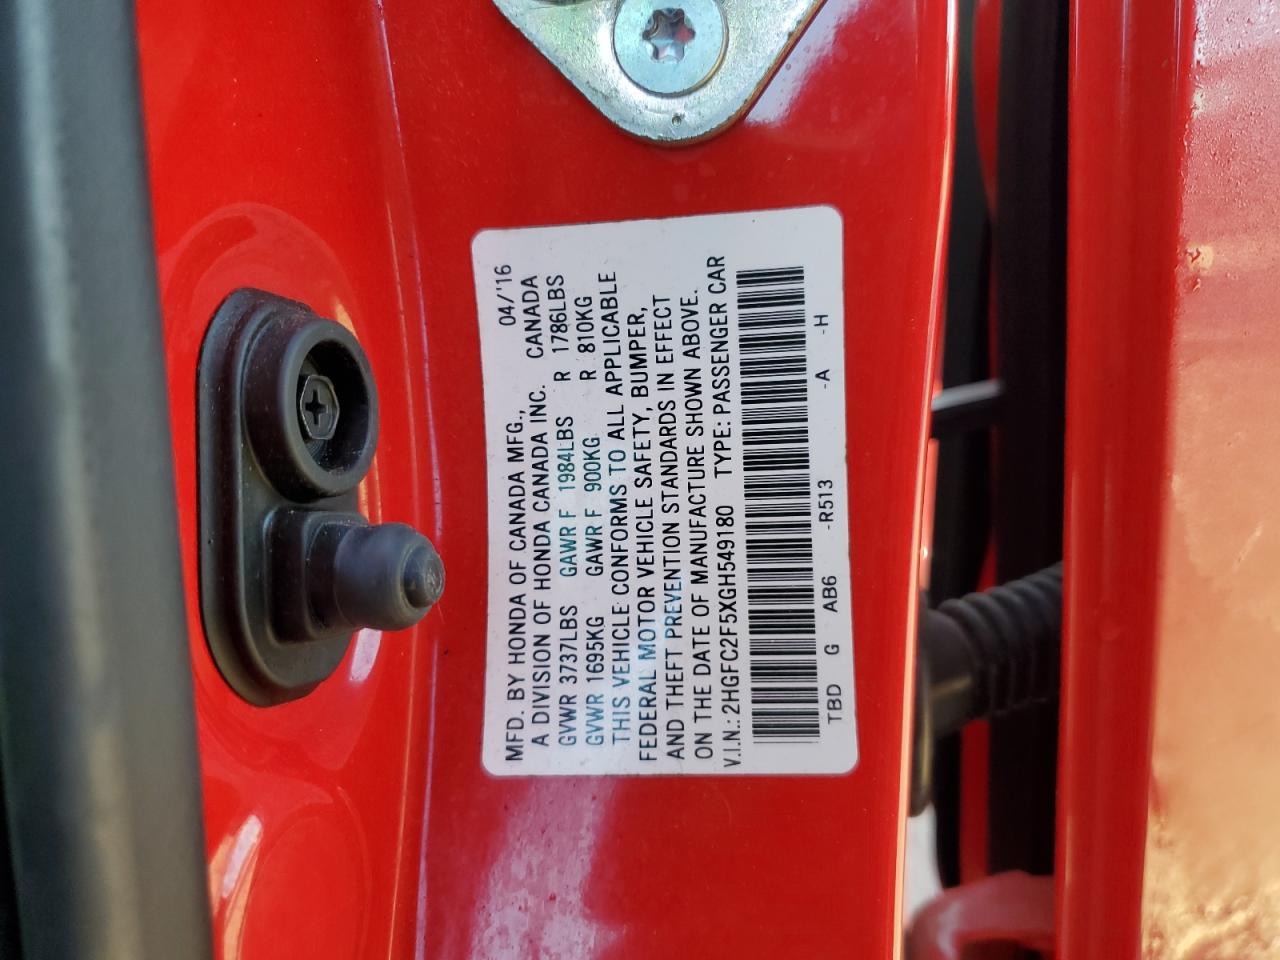 MFD. BY HONDA OF CANADA MFG., 04/'16
A DIVISION OF HONDA CANADA INC. CANADA
GVWR 3737LBS GAWR F 1984LBS R 1786LBS
GVWR 1695KG GAWR F 900KG R 810KG
THIS VEHICLE CONFORMS TO ALL APPLICABLE
FEDERAL MOTOR VEHICLE SAFETY, BUMPER,
AND THEFT PREVENTION STANDARDS IN EFFECT
ON THE DATE OF MANUFACTURE SHOWN ABOVE.
V.I.N.: 2HGFC2F5XGH549180 TYPE: PASSENGER CAR
TBD G AB6 -R513 -A -H